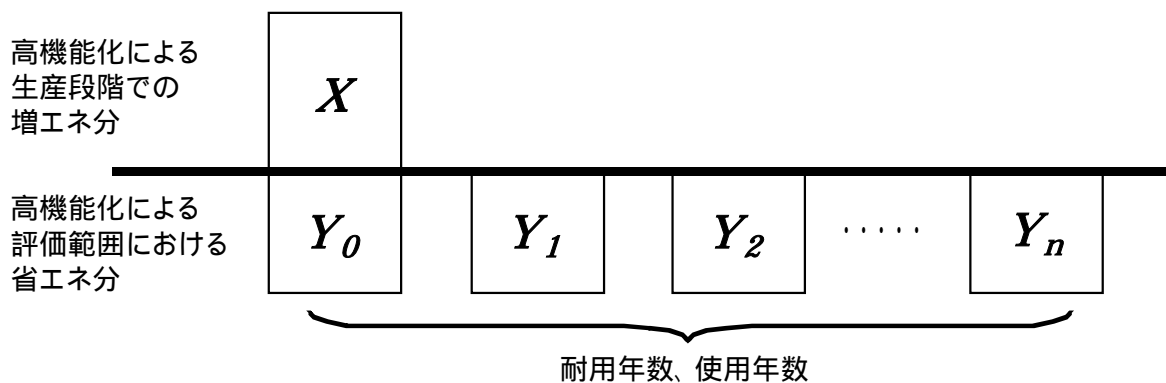 高機能化による
生産段階での
増エネ分
X
高機能化による
評価範囲における
省エネ分
Y0 Y1 Y2 ..... Yn
耐用年数、使用年数